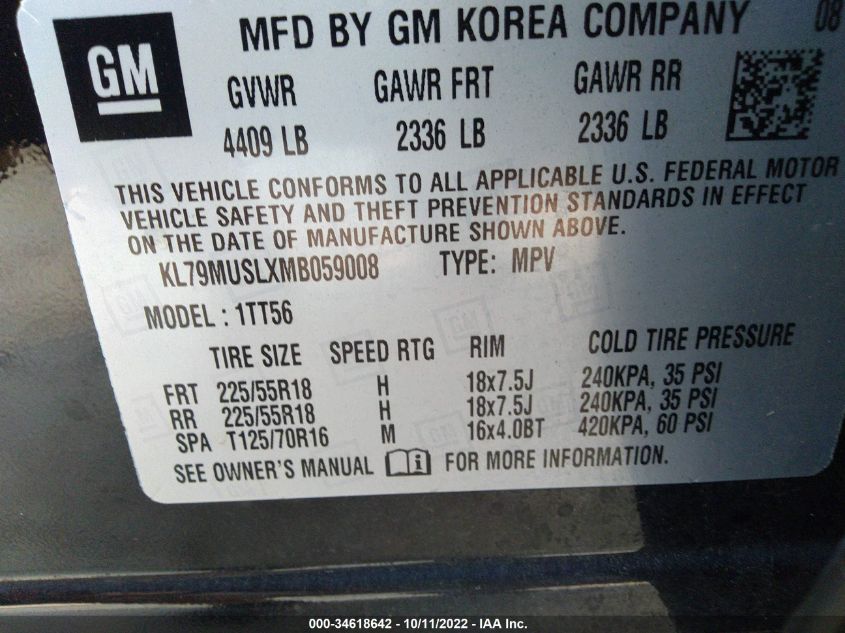 GM
MFD BY GM KOREA COMPANY 08
GVWR GAWR FRT GAWR RR
4409 LB 2336 LB 2336 LB
THIS VEHICLE CONFORMS TO ALL APPLICABLE U.S. FEDERAL MOTOR
VEHICLE SAFETY AND THEFT PREVENTION STANDARDS IN EFFECT
ON THE DATE OF MANUFACTURE SHOWN ABOVE.
KL79MUSLXMB059008 TYPE: MPV
MODEL : 1TT56
TIRE SIZE SPEED RTG RIM COLD TIRE PRESSURE
FRT 225/55R18 H 18x7.5J 240KPA, 35 PSI
RR 225/55R18 H 18x7.5J 240KPA, 35 PSI
SPA T125/70R16 M 16x4.0BT 420KPA, 60 PSI
SEE OWNER'S MANUAL FOR MORE INFORMATION.
000-34618642 - 10/11/2022 - IAA Inc.